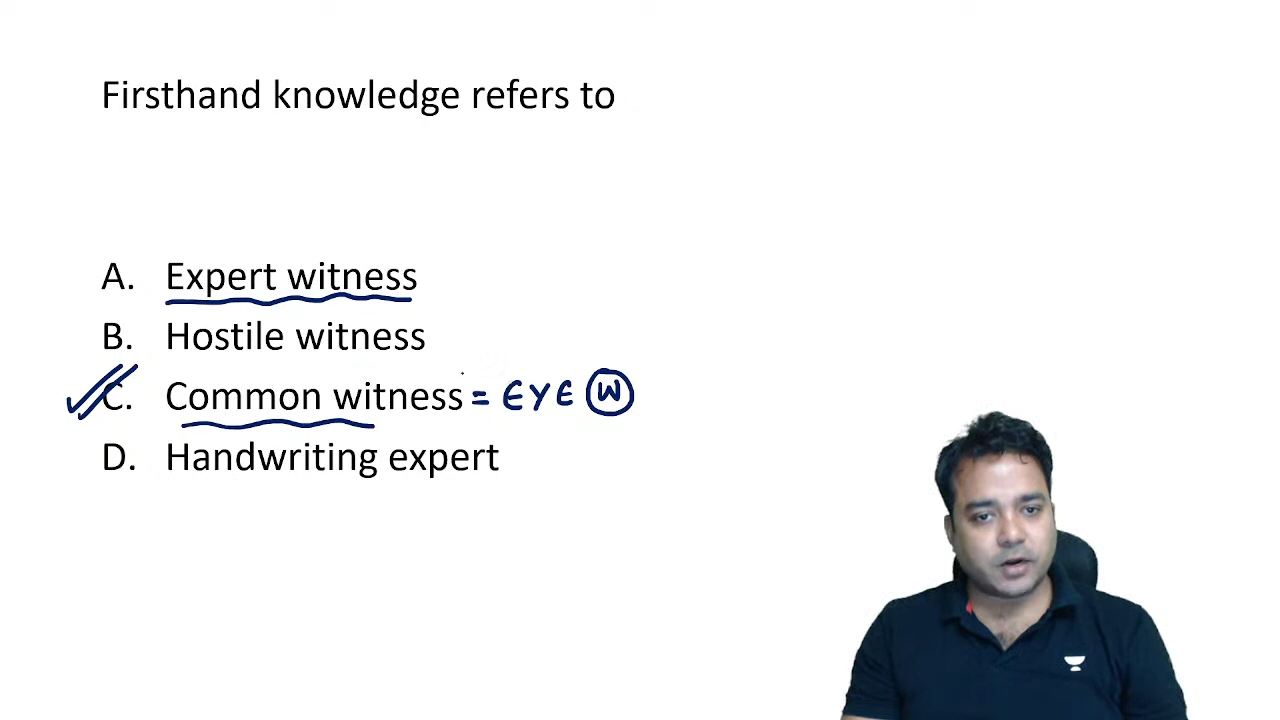 Firsthand knowledge refers to
A. Expert witness
B. Hostile witness
C. Common witness = EYE W
D. Handwriting expert